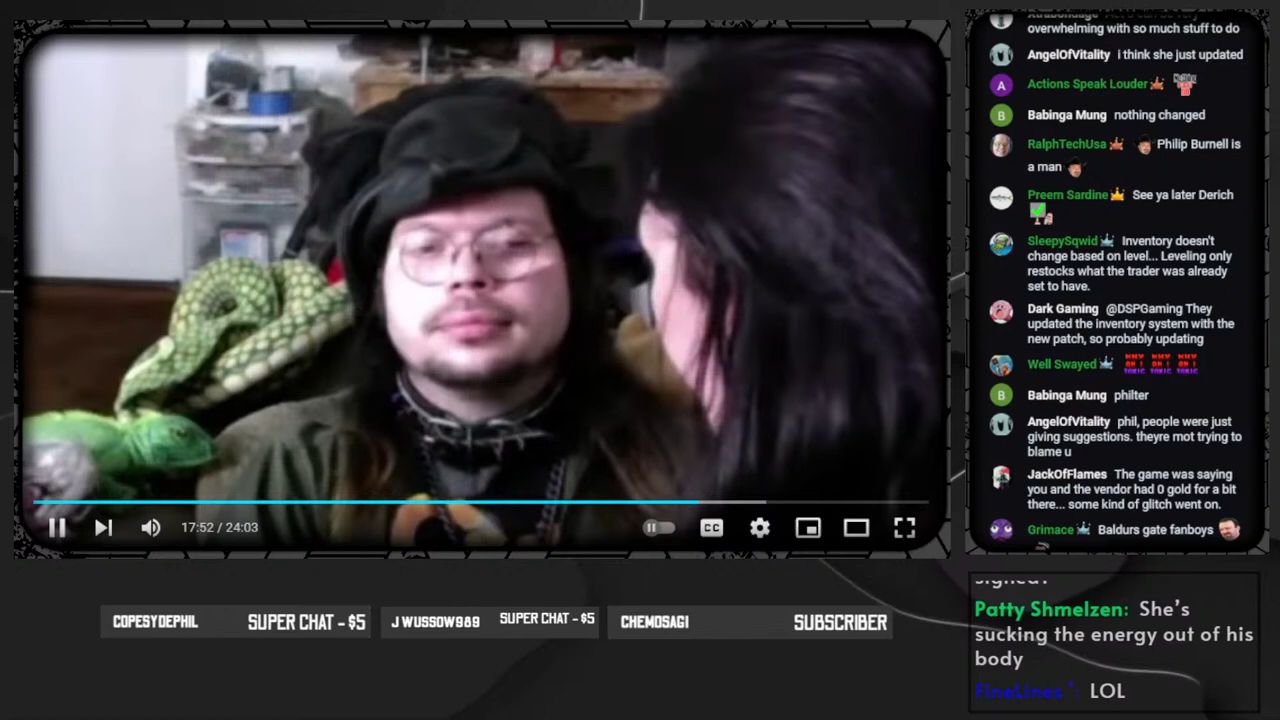 overwhelming with so much stuff to do
AngelOfVitality i think she just updated
A Actions Speak Louder
B Babinga Mung nothing changed
RalphTechUsa Philip Burnell is
a man
Preem Sardine See ya later Derich
SleepySqwid Inventory doesn't
change based on level... Leveling only
restocks what the trader was already
set to have.
Dark Gaming @DSPGaming They
updated the inventory system with the
new patch, so probably updating
Well Swayed
B Babinga Mung philter
AngelOfVitality phil, people were just
giving suggestions. theyre mot trying to
blame u
JackOfFlames The game was saying
you and the vendor had 0 gold for a bit
there... some kind of glitch went on.
Grimace Baldurs gate fanboys
17:52 / 24:03
CC
COPESYDEPHIL SUPER CHAT - $5
J WUSSOW989 SUPER CHAT - $5
CHEMOSAGI SUBSCRIBER
signed?
Patty Shmelzen: She's
sucking the energy out of his
body
FineLines : LOL